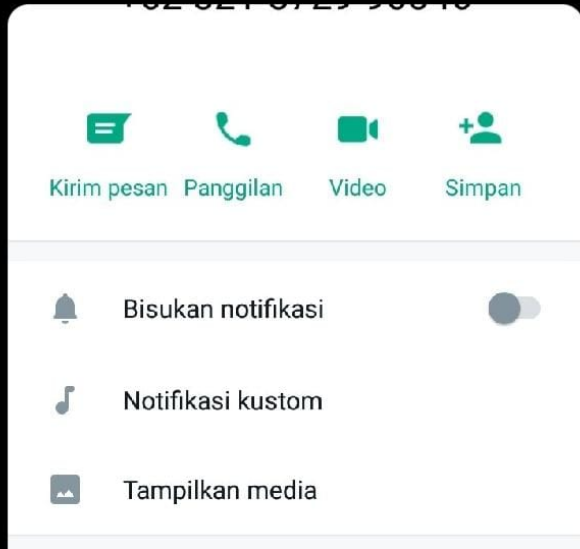 Kirim pesan Panggilan Video Simpan
Bisukan notifikasi
Notifikasi kustom
Tampilkan media